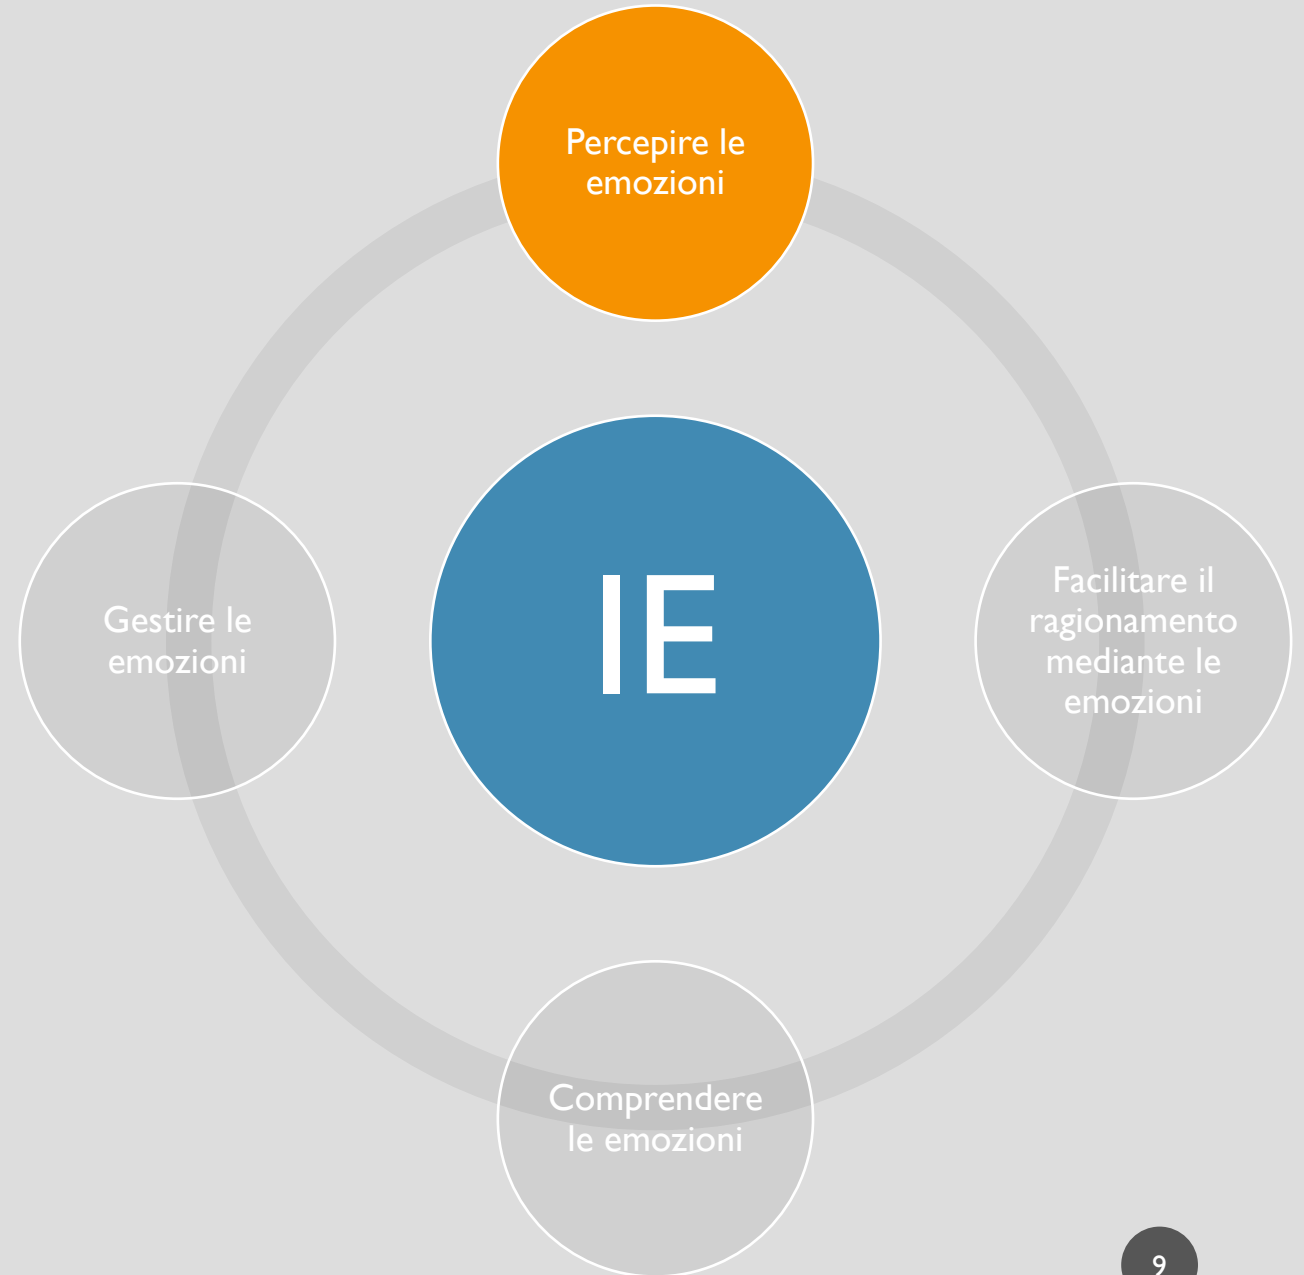 Percepire le
emozioni
IE
Gestire le
emozioni
Facilitare il
ragionamento
mediante le
emozioni
Comprendere
le emozioni
9